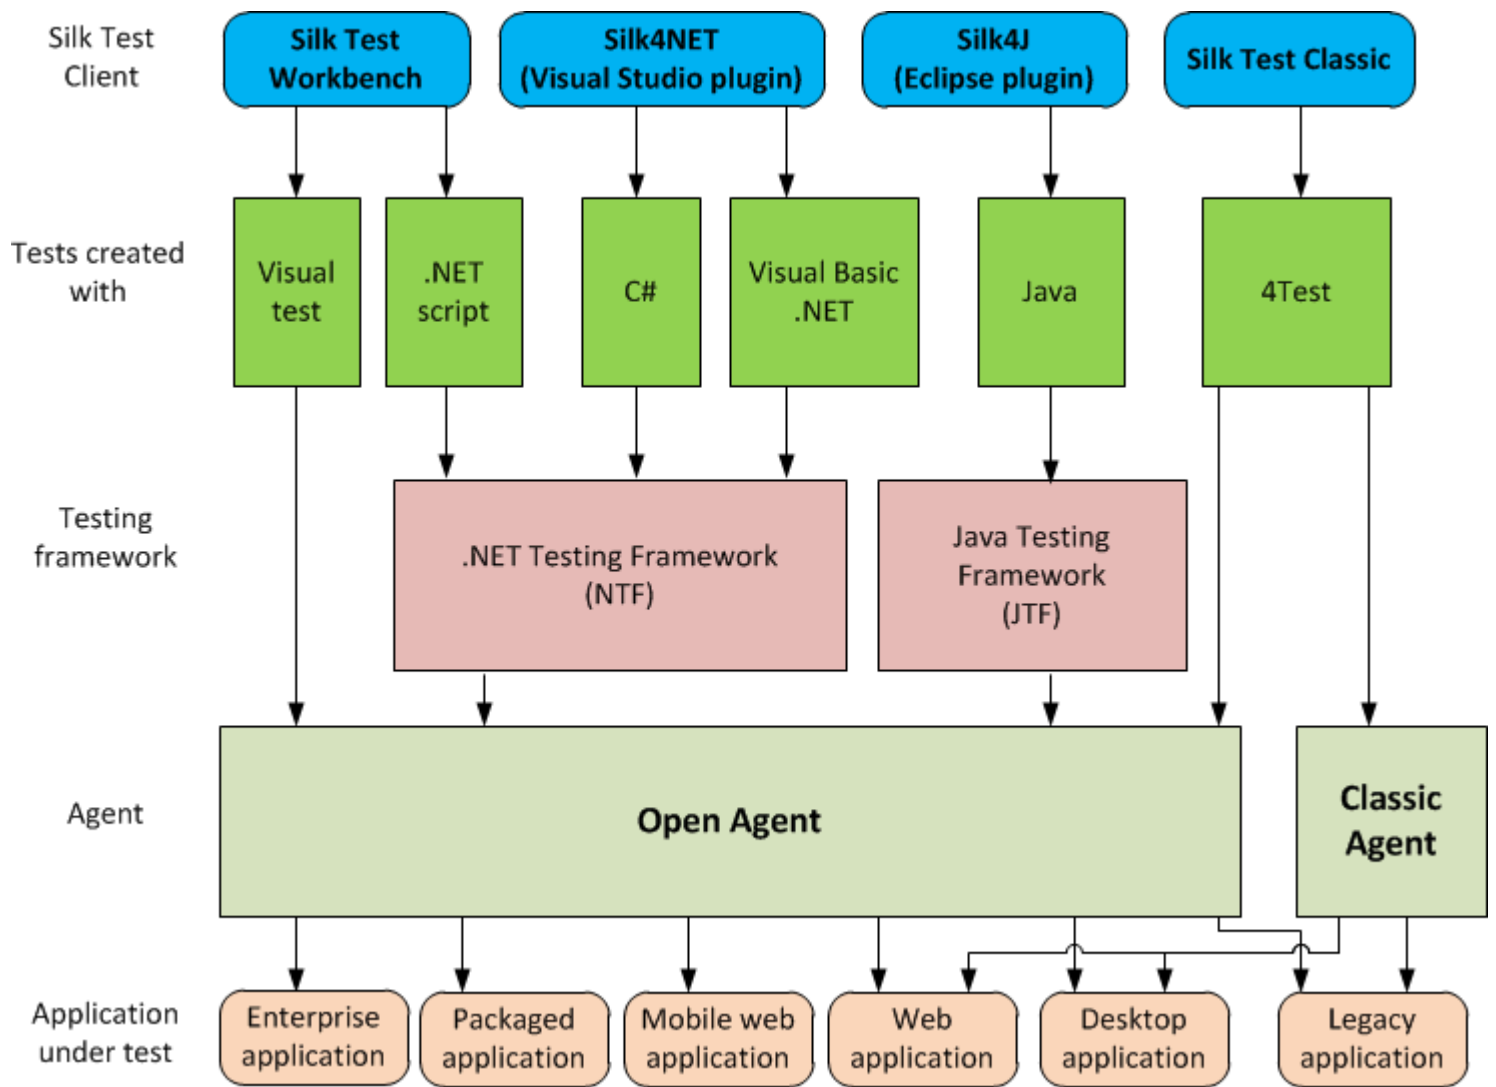 Silk Test
Client
Silk Test
Workbench
Silk4NET
(Visual Studio plugin)
Silk4J
(Eclipse plugin)
Silk Test Classic
Tests created
with
Visual
test
.NET
script
C#
Visual Basic
.NET
Java
4Test
Testing
framework
.NET Testing Framework
(NTF)
Java Testing
Framework
(JTF)
Agent
Open Agent
Classic
Agent
Application
under test
Enterprise
application
Packaged
application
Mobile web
application
Web
application
Desktop
application
Legacy
application